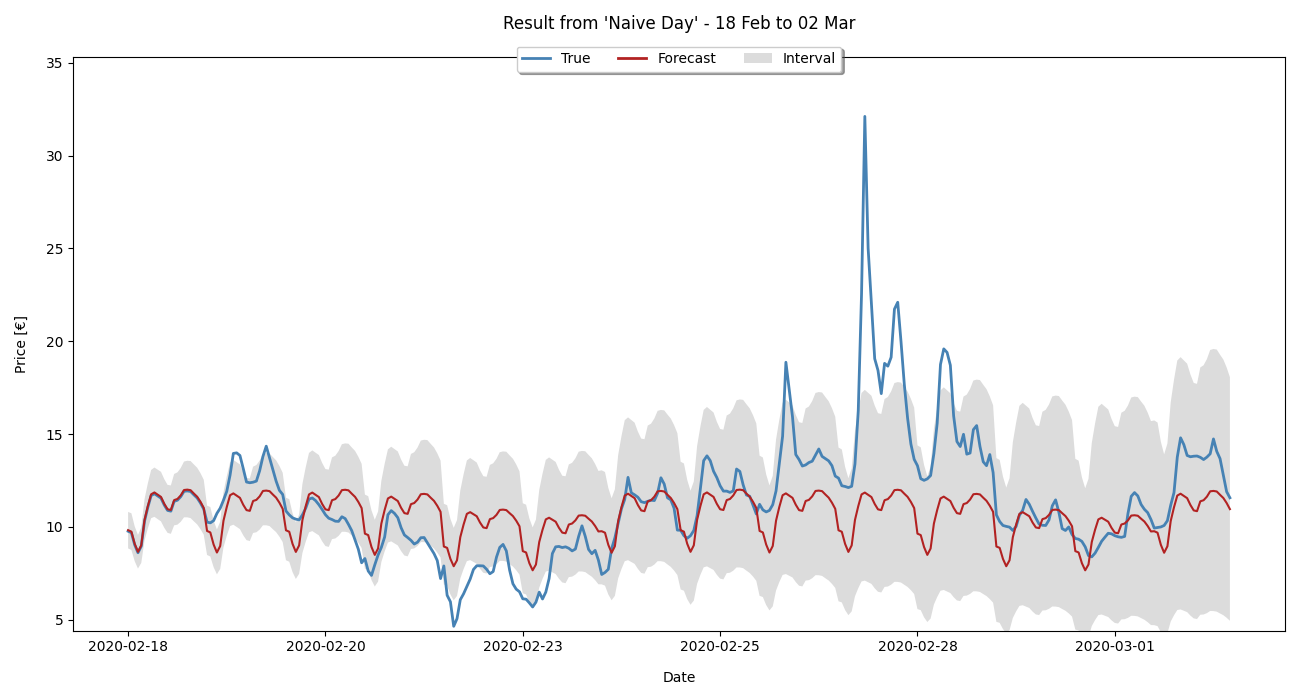 Result from 'Naive Day' - 18 Feb to 02 Mar
True Forecast Interval
35
30
25
20
15
10
5
Price [€]
2020-02-18 2020-02-20 2020-02-23 2020-02-25 2020-02-28 2020-03-01
Date